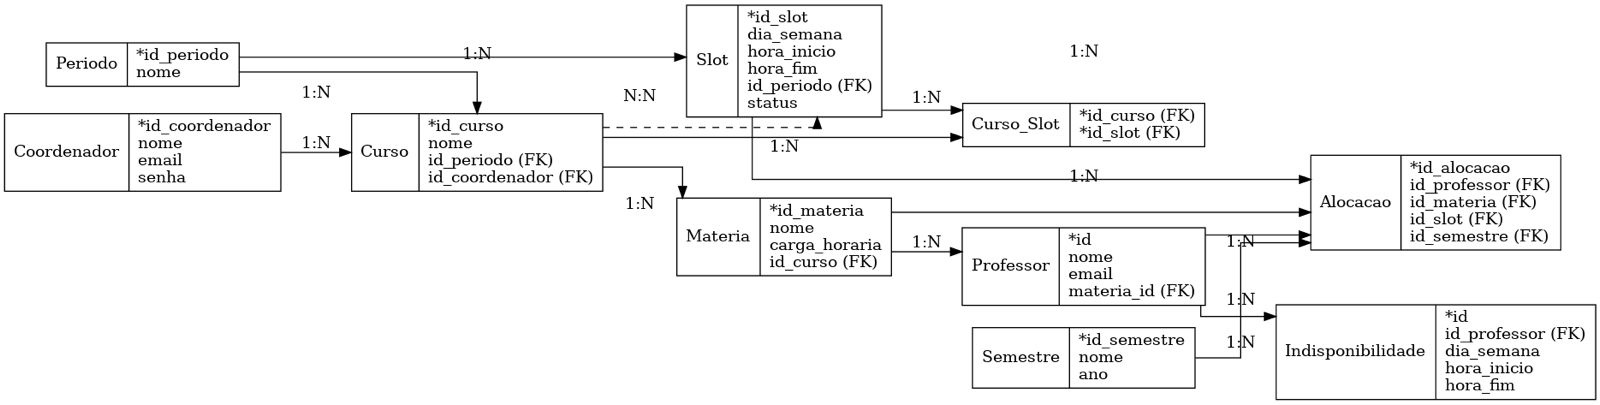 Periodo
*id_periodo
nome
1:N
1:N
Coordenador
*id_coordenador
nome
email
senha
1:N
Curso
*id_curso
nome
id_periodo (FK)
id_coordenador (FK)
N:N
1:N
Slot
*id_slot
dia_semana
hora_inicio
hora_fim
id_periodo (FK)
status
1:N
1:N
1:N
Curso_Slot
*id_curso (FK)
*id_slot (FK)
1:N
Materia
*id_materia
nome
carga_horaria
id_curso (FK)
1:N
Professor
*id
nome
email
materia_id (FK)
1:N
1:N
1:N
Semestre
*id_semestre
nome
ano
Alocacao
*id_alocacao
id_professor (FK)
id_materia (FK)
id_slot (FK)
id_semestre (FK)
Indisponibilidade
*id
id_professor (FK)
dia_semana
hora_inicio
hora_fim